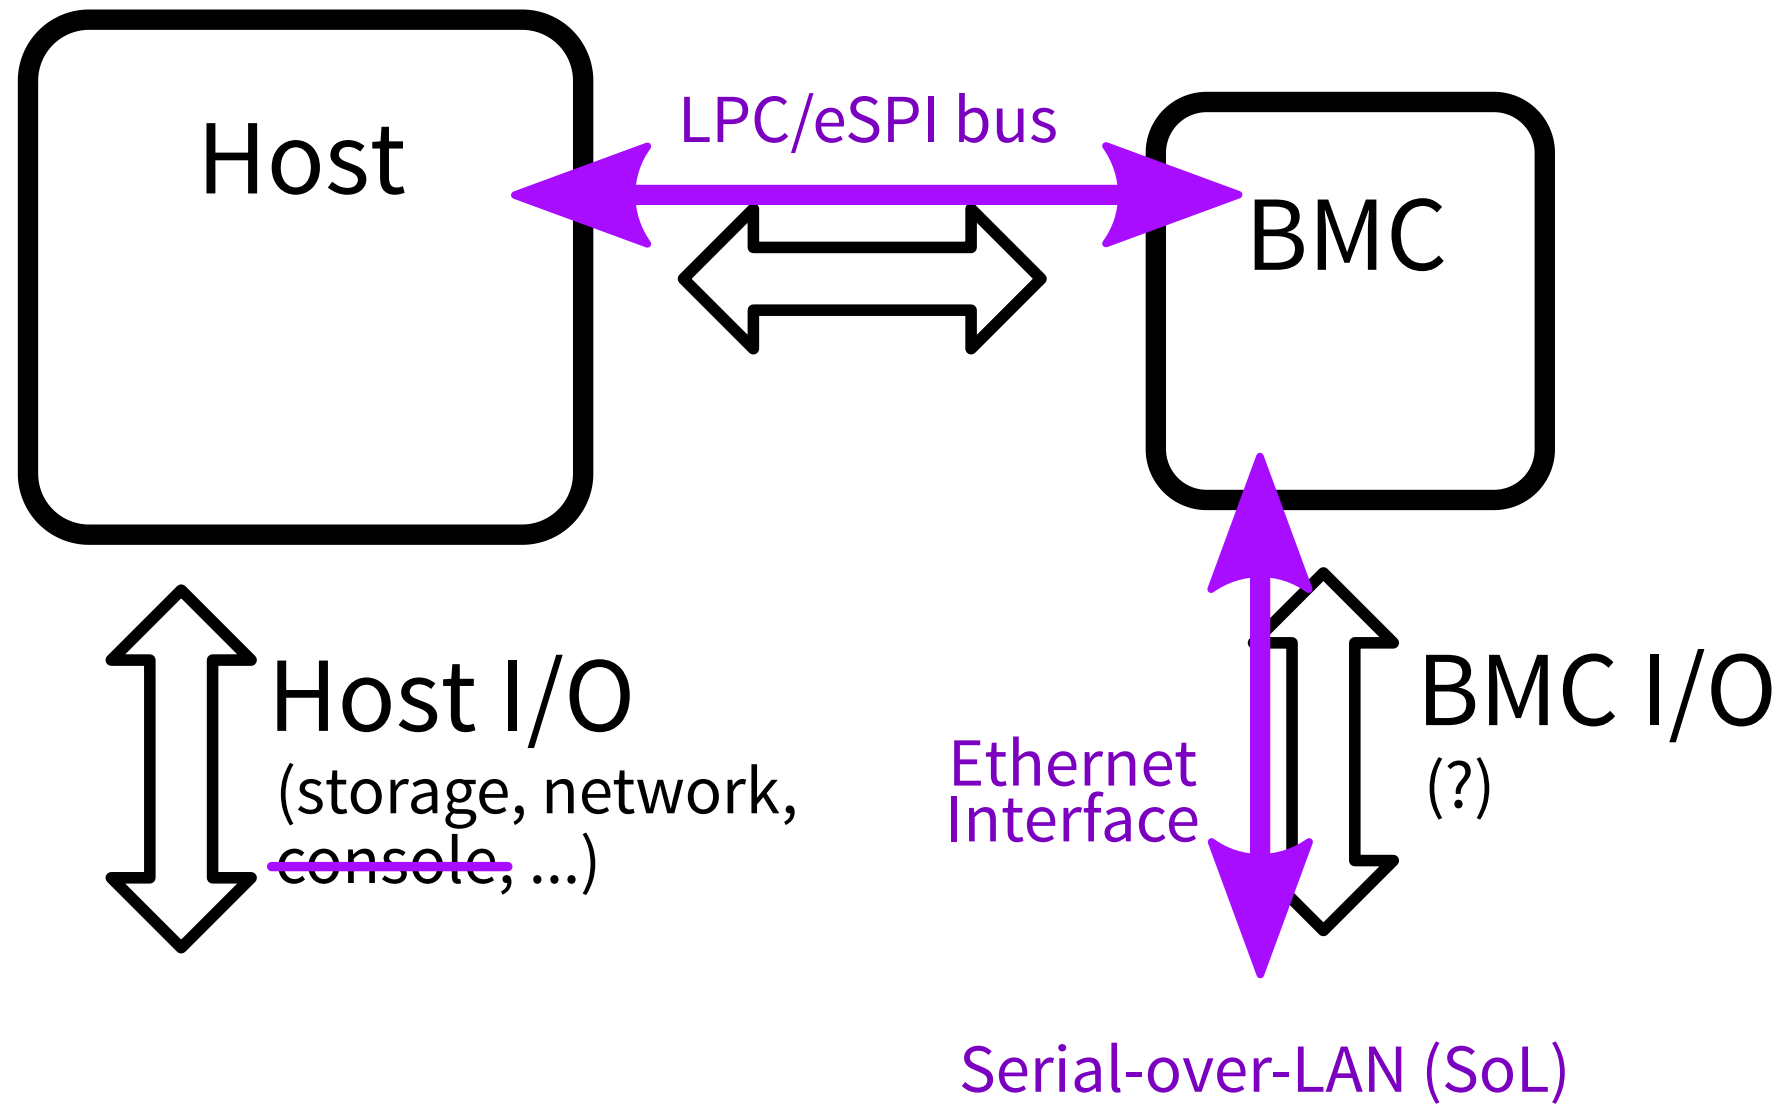 Host
LPC/eSPI bus
BMC
Host I/O
(storage, network,
console, ...)
BMC I/O
(?)
Ethernet
Interface
Serial-over-LAN (SoL)